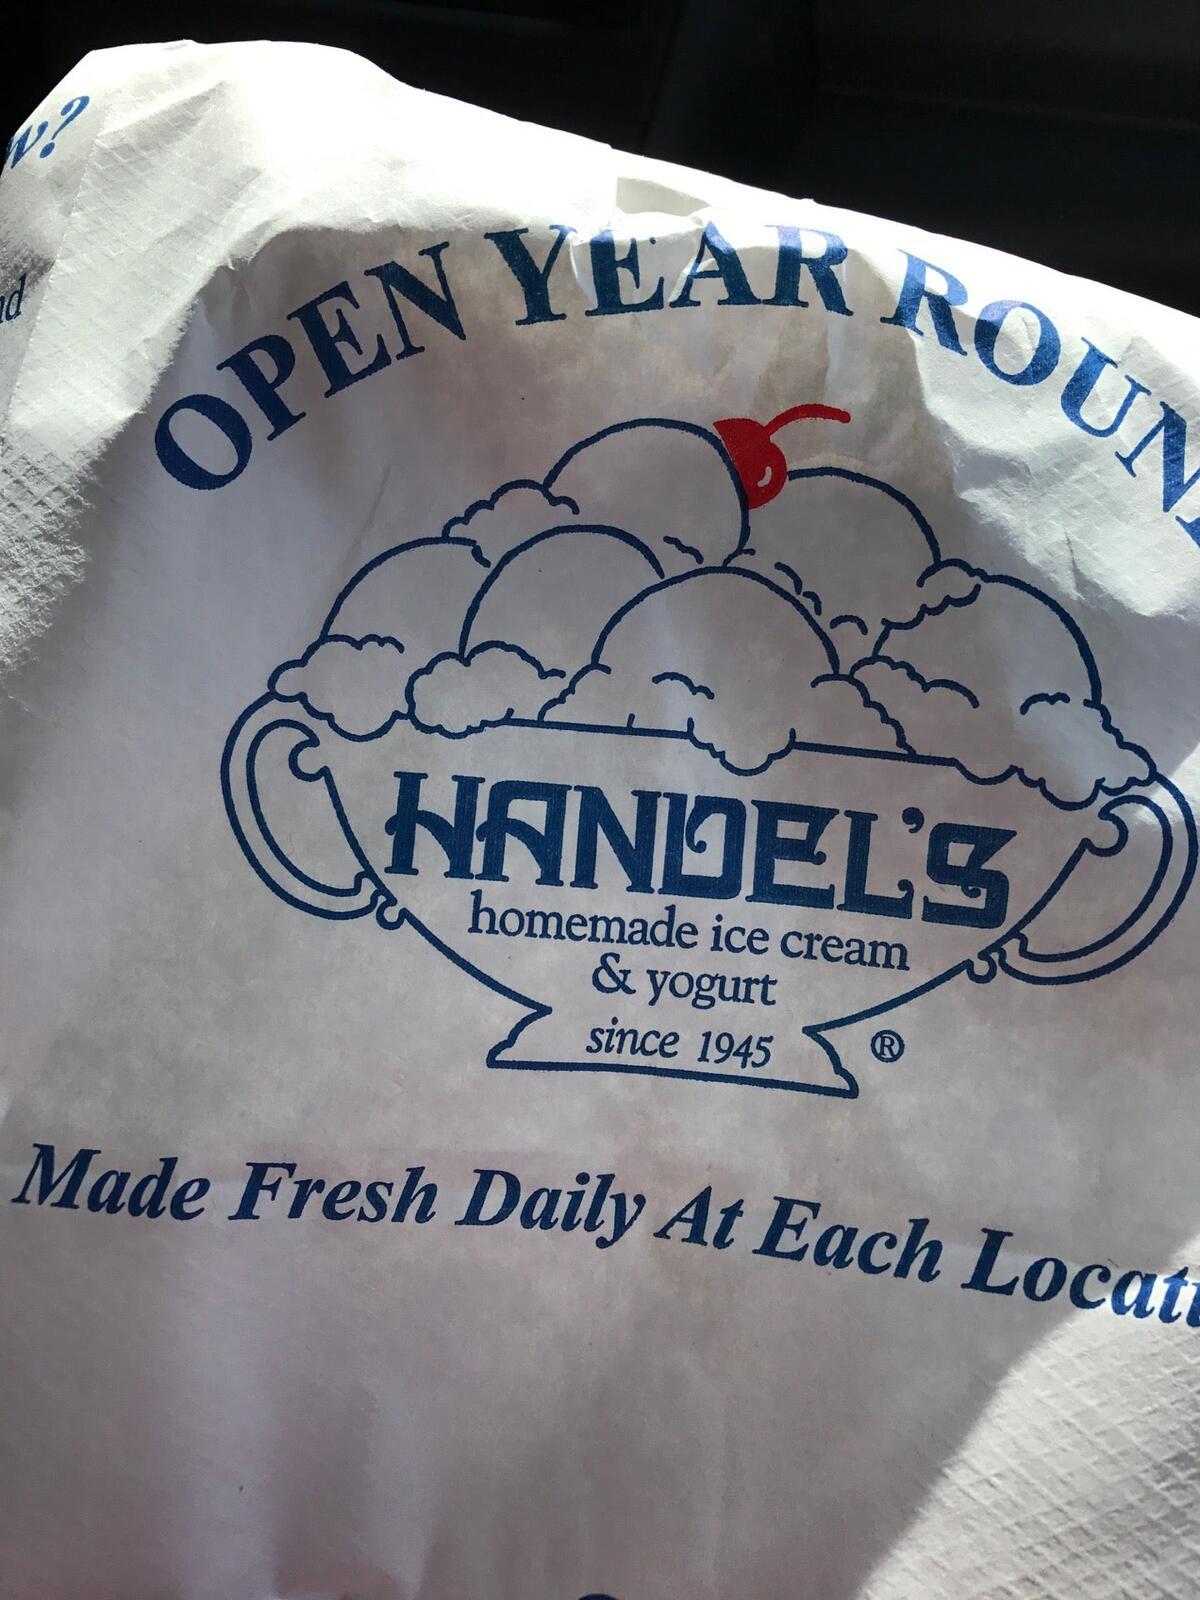 OPEN YEAR ROUN
HANDEL'S
homemade ice cream
& yogurt
since 1945
®
Made Fresh Daily At Each Locati